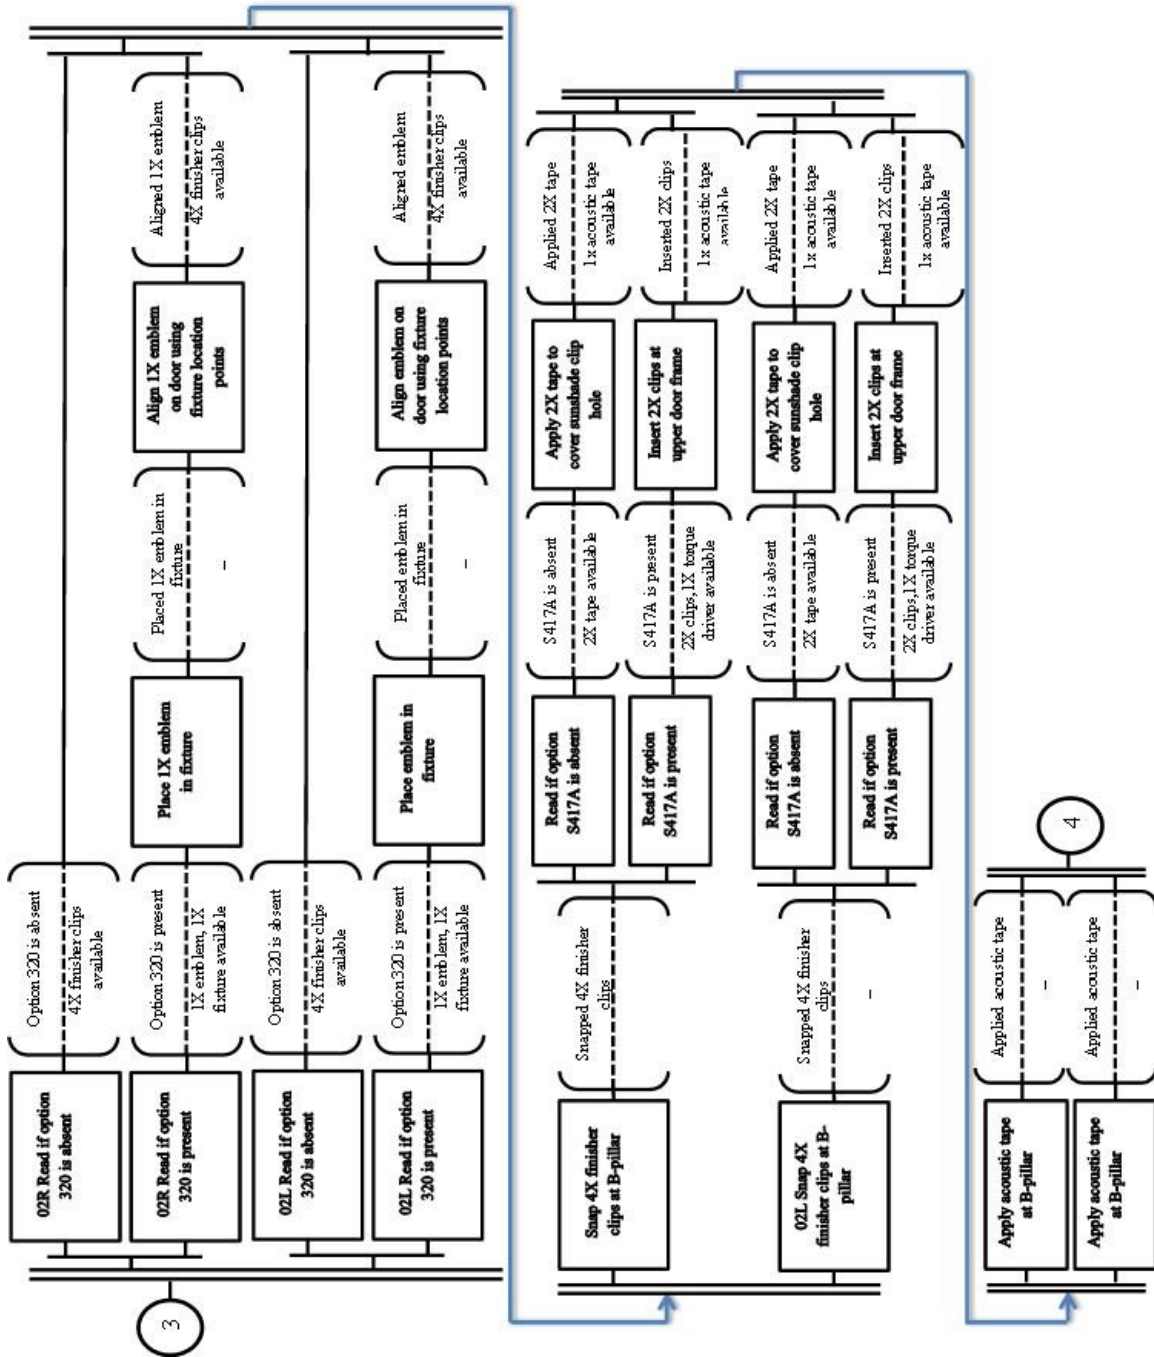 3
02R Read if option
320 is absent
Option 320 is absent
4X finisher clips
available
02R Read if option
320 is present
Option 320 is present
1X emblem, 1X
fixture available
Place 1X emblem
in fixture
Placed 1X emblem in
fixture
–
Align 1X emblem
on door using
fixture location
points
Aligned 1X emblem
4X finisher clips
available
02L Read if option
320 is absent
Option 320 is absent
4X finisher clips
available
02L Read if option
320 is present
Option 320 is present
1X emblem, 1X
fixture available
Place emblem in
fixture
Placed emblem in
fixture
–
Align emblem on
door using fixture
location points
Aligned emblem
4X finisher clips
available
Snap 4X finisher
clips at B-pillar
Snapped 4X finisher
clips
–
Read if option
S417A is absent
S417A is absent
2X tape available
Apply 2X tape to
cover sunshade clip
hole
Applied 2X tape
1x acoustic tape
available
Read if option
S417A is present
S417A is present
2X clips,1X torque
driver available
Insert 2X clips at
upper door frame
Inserted 2X clips
1x acoustic tape
available
02L Snap 4X
finisher clips at B-
pillar
Snapped 4X finisher
clips
–
Read if option
S417A is absent
S417A is absent
2X tape available
Apply 2X tape to
cover sunshade clip
hole
Applied 2X tape
1x acoustic tape
available
Read if option
S417A is present
S417A is present
2X clips,1X torque
driver available
Insert 2X clips at
upper door frame
Inserted 2X clips
1x acoustic tape
available
Apply acoustic tape
at B-pillar
Applied acoustic tape
–
Apply acoustic tape
at B-pillar
Applied acoustic tape
–
4